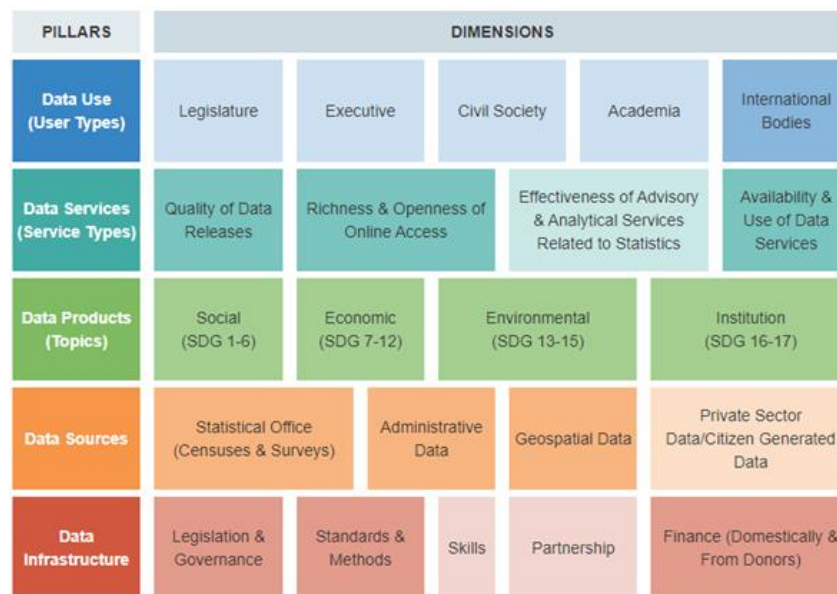 PILLARS
DIMENSIONS
Data Use
(User Types)
Legislature
Executive
Civil Society
Academia
International
Bodies
Data Services
(Service Types)
Quality of Data
Releases
Richness & Openness of
Online Access
Effectiveness of Advisory
& Analytical Services
Related to Statistics
Availability &
Use of Data
Services
Data Products
(Topics)
Social
(SDG 1-6)
Economic
(SDG 7-12)
Environmental
(SDG 13-15)
Institution
(SDG 16-17)
Data Sources
Statistical Office
(Censuses & Surveys)
Administrative
Data
Geospatial Data
Private Sector
Data/Citizen Generated
Data
Data
Infrastructure
Legislation &
Governance
Standards &
Methods
Skills
Partnership
Finance (Domestically &
From Donors)